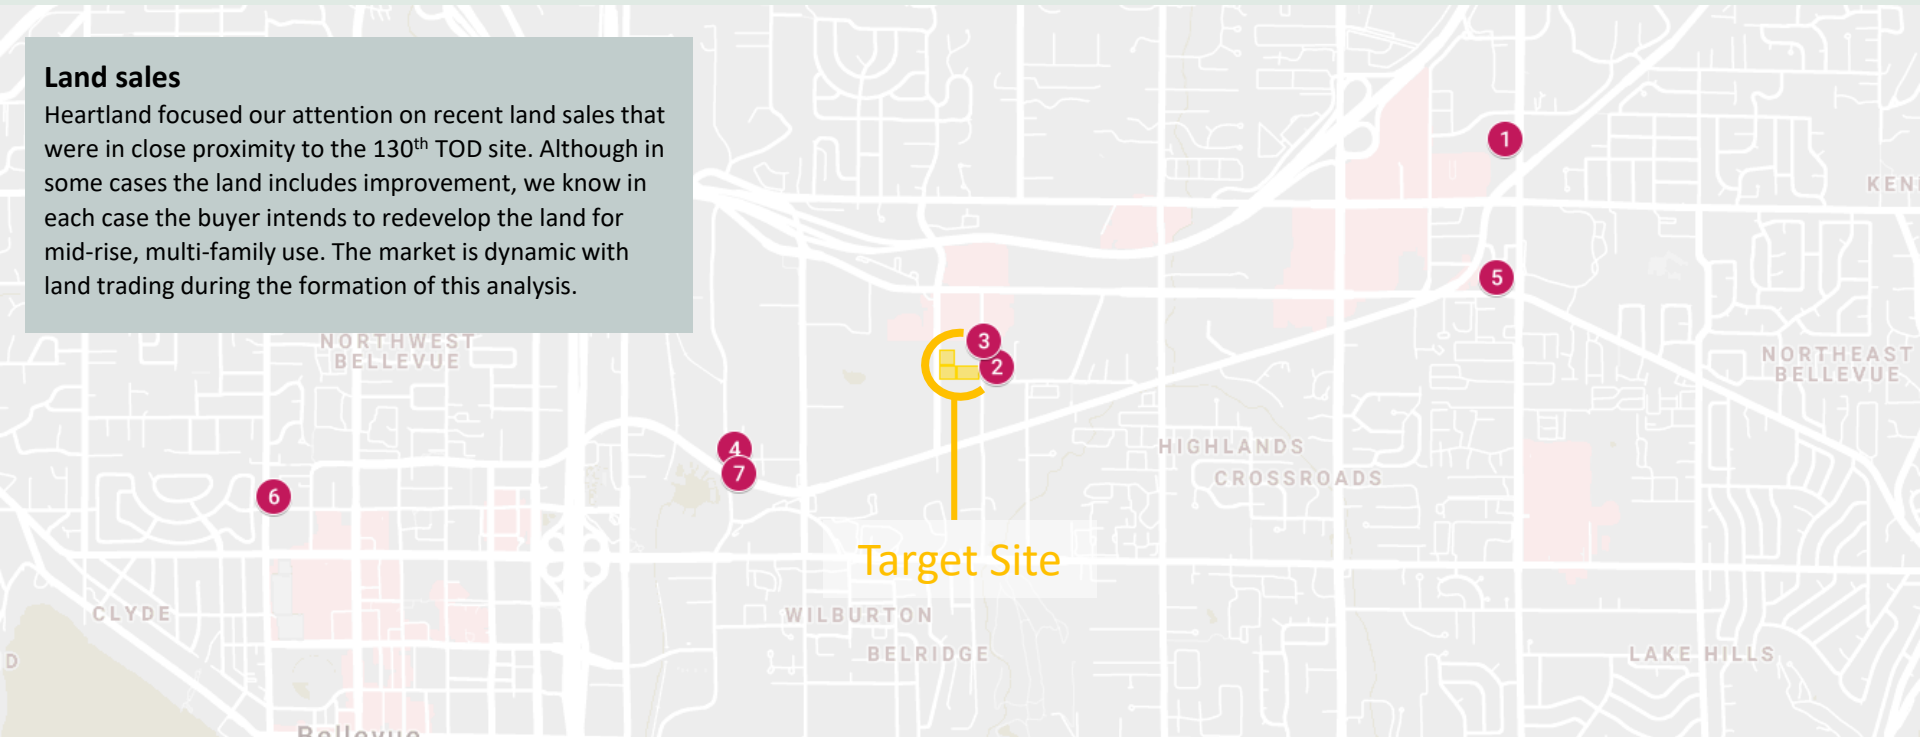 Land sales
Heartland focused our attention on recent land sales that
were in close proximity to the 130th TOD site. Although in
some cases the land includes improvement, we know in
each case the buyer intends to redevelop the land for
mid-rise, multi-family use. The market is dynamic with
land trading during the formation of this analysis.
1
KEN
5
NORTHWEST
BELLEVUE
3
2
NORTHEAST
BELLEVUE
4
7
HIGHLANDS
CROSSROADS
6
Target Site
CLYDE
WILBURTON
BELRIDGE
LAKE HILLS
D
Bellevue